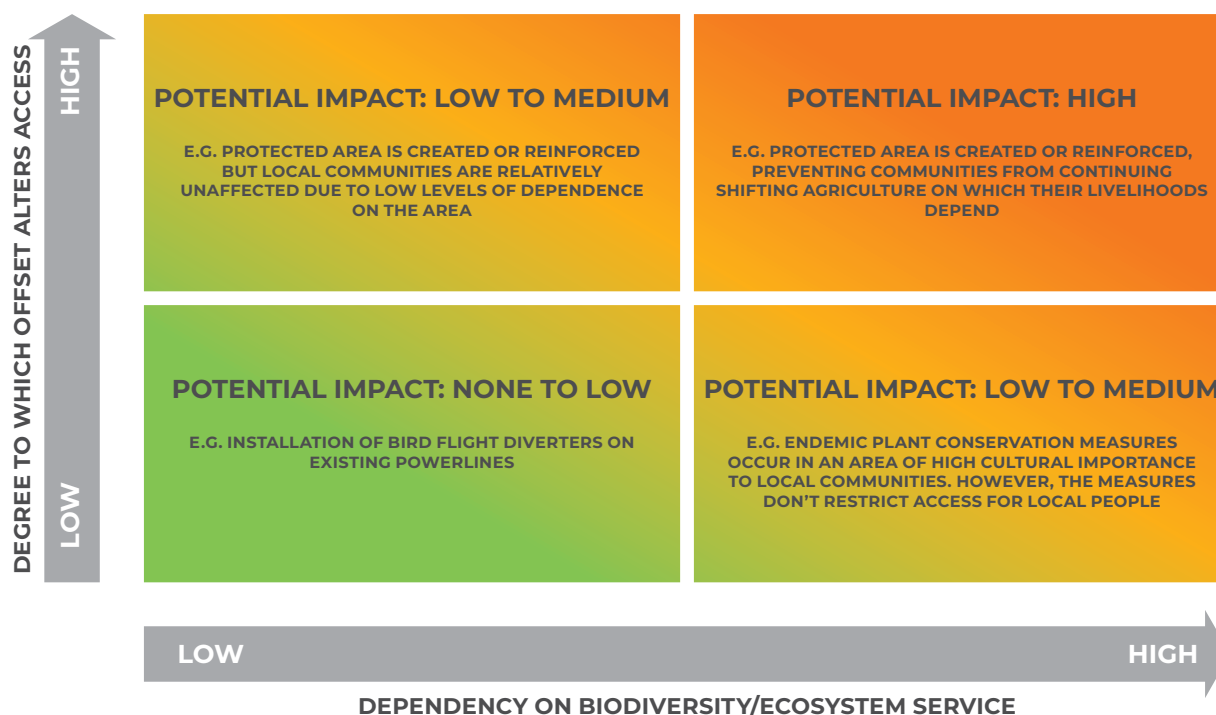 DEGREE TO WHICH OFFSET ALTERS ACCESS
HIGH
LOW
POTENTIAL IMPACT: LOW TO MEDIUM
E.G. PROTECTED AREA IS CREATED OR REINFORCED
BUT LOCAL COMMUNITIES ARE RELATIVELY
UNAFFECTED DUE TO LOW LEVELS OF DEPENDENCE
ON THE AREA
POTENTIAL IMPACT: HIGH
E.G. PROTECTED AREA IS CREATED OR REINFORCED,
PREVENTING COMMUNITIES FROM CONTINUING
SHIFTING AGRICULTURE ON WHICH THEIR LIVELIHOODS
DEPEND
POTENTIAL IMPACT: NONE TO LOW
E.G. INSTALLATION OF BIRD FLIGHT DIVERTERS ON
EXISTING POWERLINES
POTENTIAL IMPACT: LOW TO MEDIUM
E.G. ENDEMIC PLANT CONSERVATION MEASURES
OCCUR IN AN AREA OF HIGH CULTURAL IMPORTANCE
TO LOCAL COMMUNITIES. HOWEVER, THE MEASURES
DON’T RESTRICT ACCESS FOR LOCAL PEOPLE
LOW
HIGH
DEPENDENCY ON BIODIVERSITY/ECOSYSTEM SERVICE